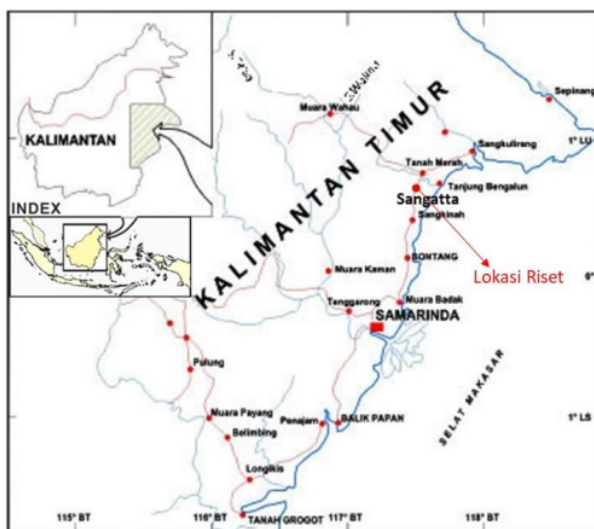 KALIMANTAN
INDEX
KALIMANTAN TIMUR
Muara Wahau
Sepinang
Sangkulirang
1° LU
Tanah Merah
Tanjung Bengalun
Sangatta
Sangkinah
BONTANG
Lokasi Riset
Muara Kaman
0°
Tenggarong
Muara Badak
SAMARINDA
Pulung
SELAT MAKASAR
Muara Payang
Penajam
BALIK PAPAN
1° LS
Belimbing
Longikis
TANAH GROGOT
115° BT
116° BT
117° BT
118° BT